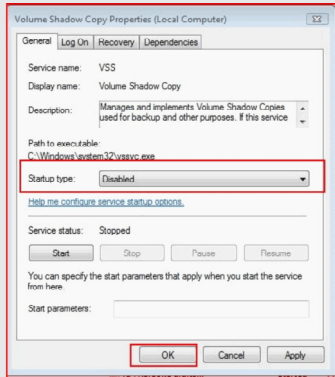 Volume Shadow Copy Properties (Local Computer)
General Log On Recovery Dependencies
Service name: VSS
Display name: Volume Shadow Copy
Description: Manages and implements Volume Shadow Copies
used for backup and other purposes. If this service
Path to executable:
C:\Windows\system32\vssvc.exe
Startup type: Disabled
Help me configure service startup options.
Service status: Stopped
Start Stop Pause Resume
You can specify the start parameters that apply when you start the service
from here.
Start parameters:
OK Cancel Apply